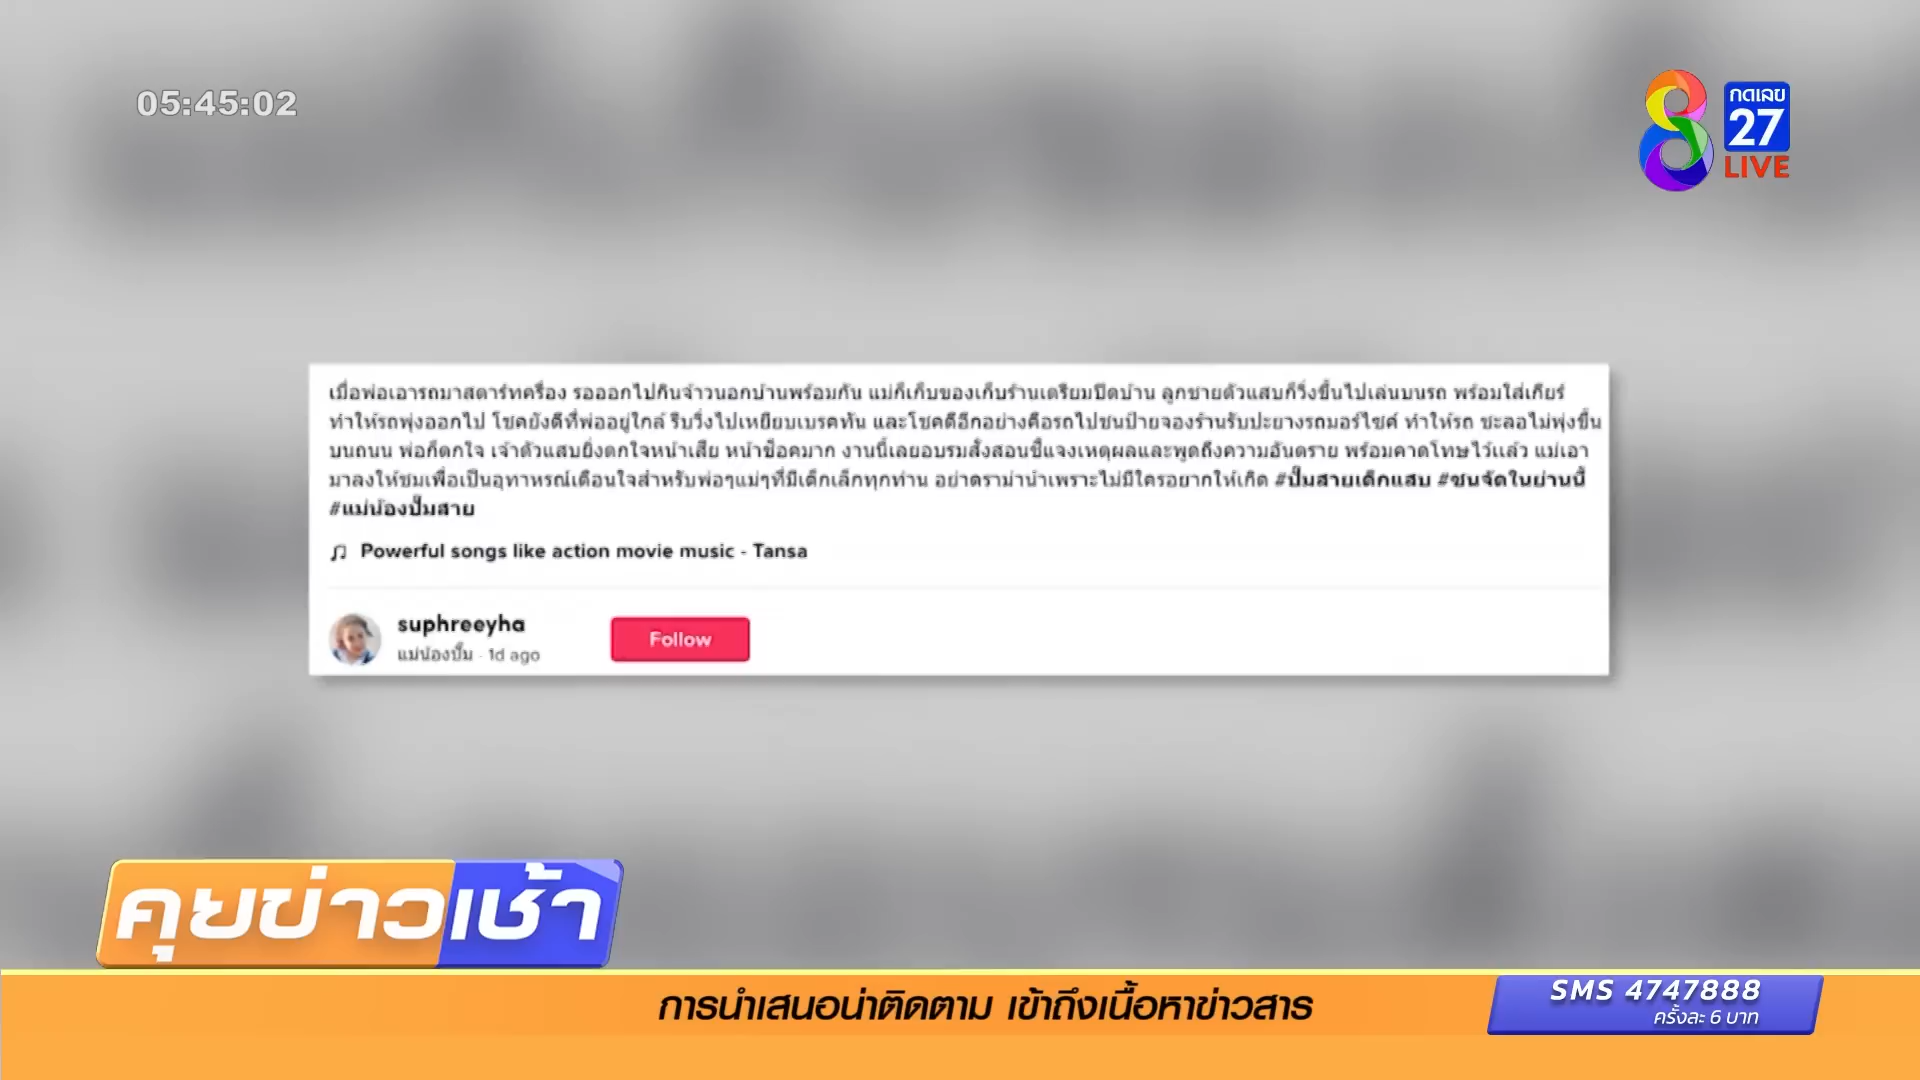 05:45:02
กดเลข
27
LIVE
เมื่อพ่อเอารถมาสตาร์ทเครื่อง รอออกไปกินจ้าวนอกบ้านพร้อมกัน แม่ก็เก็บของเก็บร้านเตรียมปิดบ้าน ลูกชายตัวแสบก็วิ่งขึ้นไปเล่นบนรถ พร้อมใส่เกียร์
ทำให้รถพุ่งออกไป โชคยังดีที่พ่ออยู่ใกล้ รีบวิ่งไปเหยียบเบรคทัน และโชคดีอีกอย่างคือรถไปชนป้ายจองร้านรับปะยางรถมอร์ไซค์ ทำให้รถ ชะลอไม่พุ่งขึ้น
บนถนน พ่อก็ตกใจ เจ้าตัวแสบยิ่งตกใจหน้าเสีย หน้าช็อคมาก งานนี้เลยอบรมสั่งสอนชี้แจงเหตุผลและพูดถึงความอันตราย พร้อมคาดโทษไว้แล้ว แม่เอา
มาลงให้ชมเพื่อเป็นอุทาหรณ์เตือนใจสำหรับพ่อๆแม่ๆที่มีเด็กเล็กทุกท่าน อย่าดราม่าน้าเพราะไม่มีใครอยากให้เกิด #ปั๊มสายเด็กแสบ #ซนจัดในย่านนี้
#แม่น้องปั๊มสาย
Powerful songs like action movie music - Tansa
suphreeyha
แม่น้องปั๊ม · 1d ago
Follow
คุยข่าวเช้า
การนำเสนอน่าติดตาม เข้าถึงเนื้อหาข่าวสาร
SMS 4747888
ครั้งละ 6 บาท